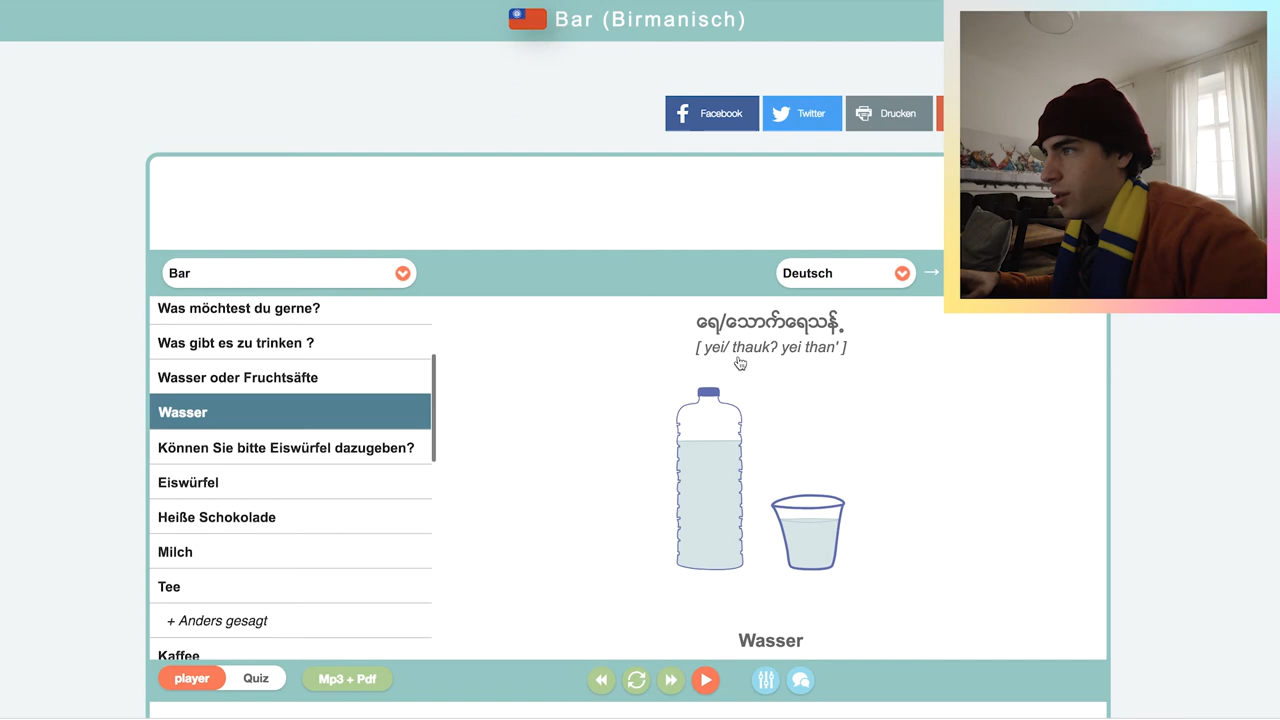 Bar (Birmanisch)
Facebook
Twitter
Drucken
Bar
Deutsch →
Was möchtest du gerne?
Was gibt es zu trinken ?
Wasser oder Fruchtsäfte
Wasser
Können Sie bitte Eiswürfel dazugeben?
Eiswürfel
Heiße Schokolade
Milch
Tee
+ Anders gesagt
Kaffee
ရေ/သောက်ရေသန့်
[ yei/ thauk? yei than' ]
Wasser
player
Quiz
Mp3 + Pdf